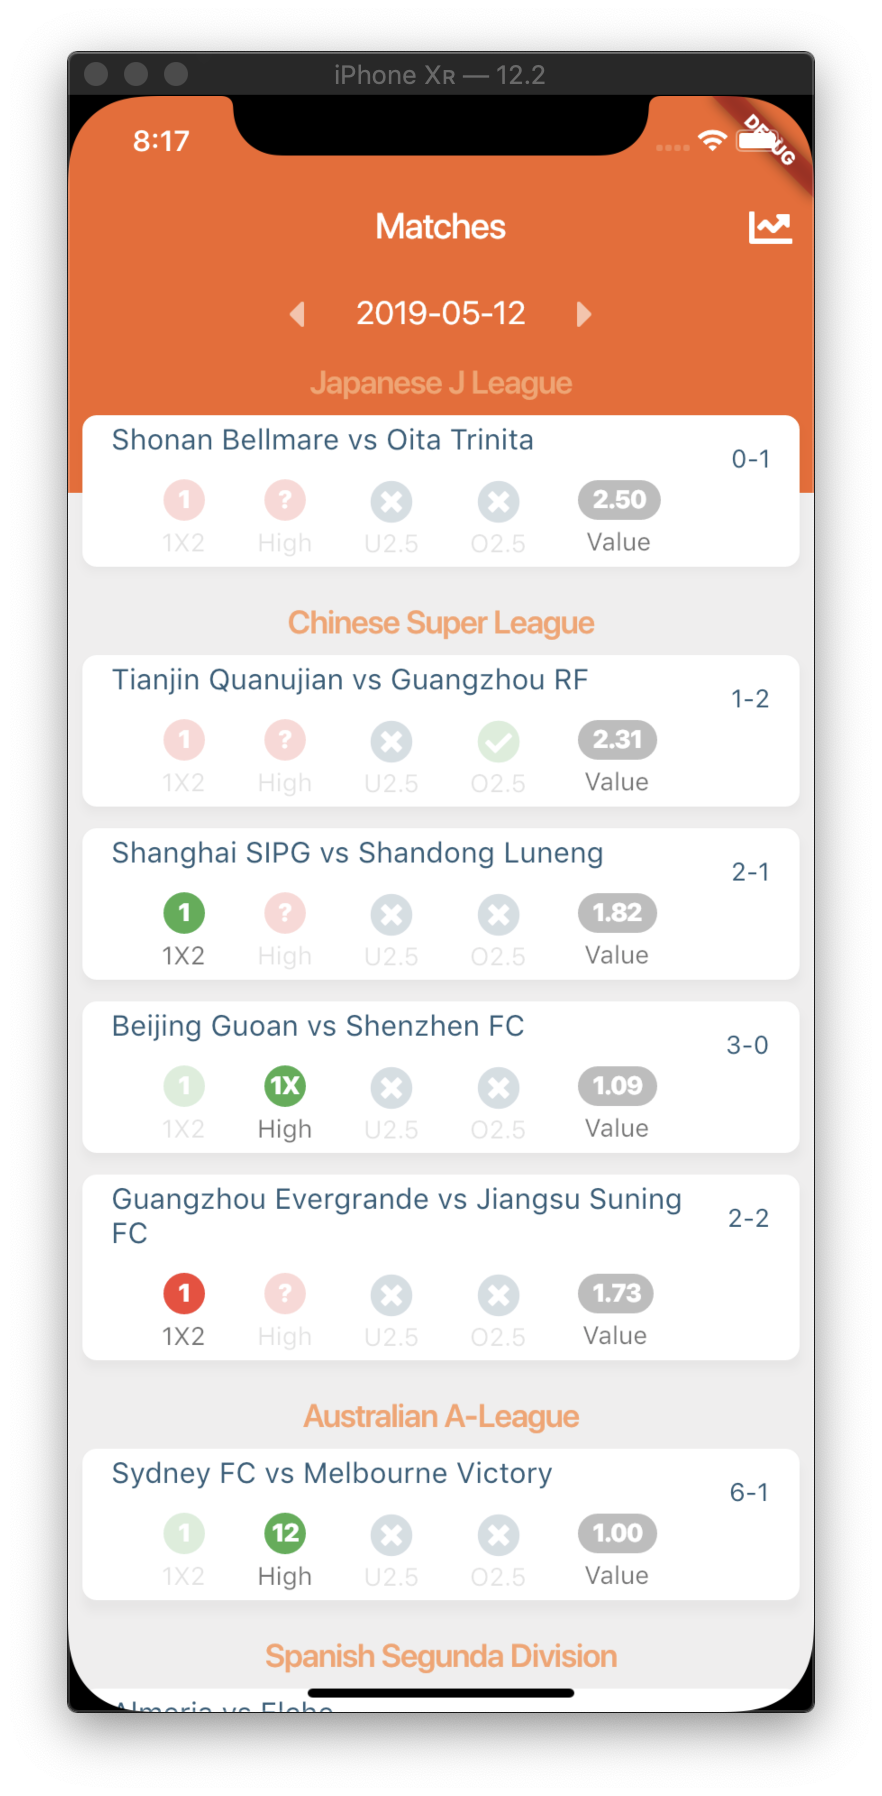 iPhone Xʀ — 12.2
8:17
DEBUG
Matches
2019-05-12
Japanese J League
Shonan Bellmare vs Oita Trinita
0-1
1 ? 2.50
1X2 High U2.5 O2.5 Value
Chinese Super League
Tianjin Quanujian vs Guangzhou RF
1-2
1 ? 2.31
1X2 High U2.5 O2.5 Value
Shanghai SIPG vs Shandong Luneng
2-1
1 ? 1.82
1X2 High U2.5 O2.5 Value
Beijing Guoan vs Shenzhen FC
3-0
1 1X 1.09
1X2 High U2.5 O2.5 Value
Guangzhou Evergrande vs Jiangsu Suning
FC
2-2
1 ? 1.73
1X2 High U2.5 O2.5 Value
Australian A-League
Sydney FC vs Melbourne Victory
6-1
1 12 1.00
1X2 High U2.5 O2.5 Value
Spanish Segunda Division
Almeria vs Elche